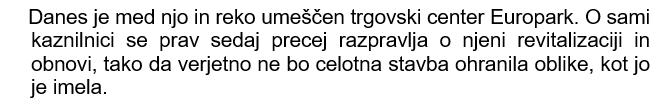 Danes je med njo in reko umeščen trgovski center Europark. O sami
kaznilnici se prav sedaj precej razpravlja o njeni revitalizaciji in
obnovi, tako da verjetno ne bo celotna stavba ohranila oblike, kot jo
je imela.